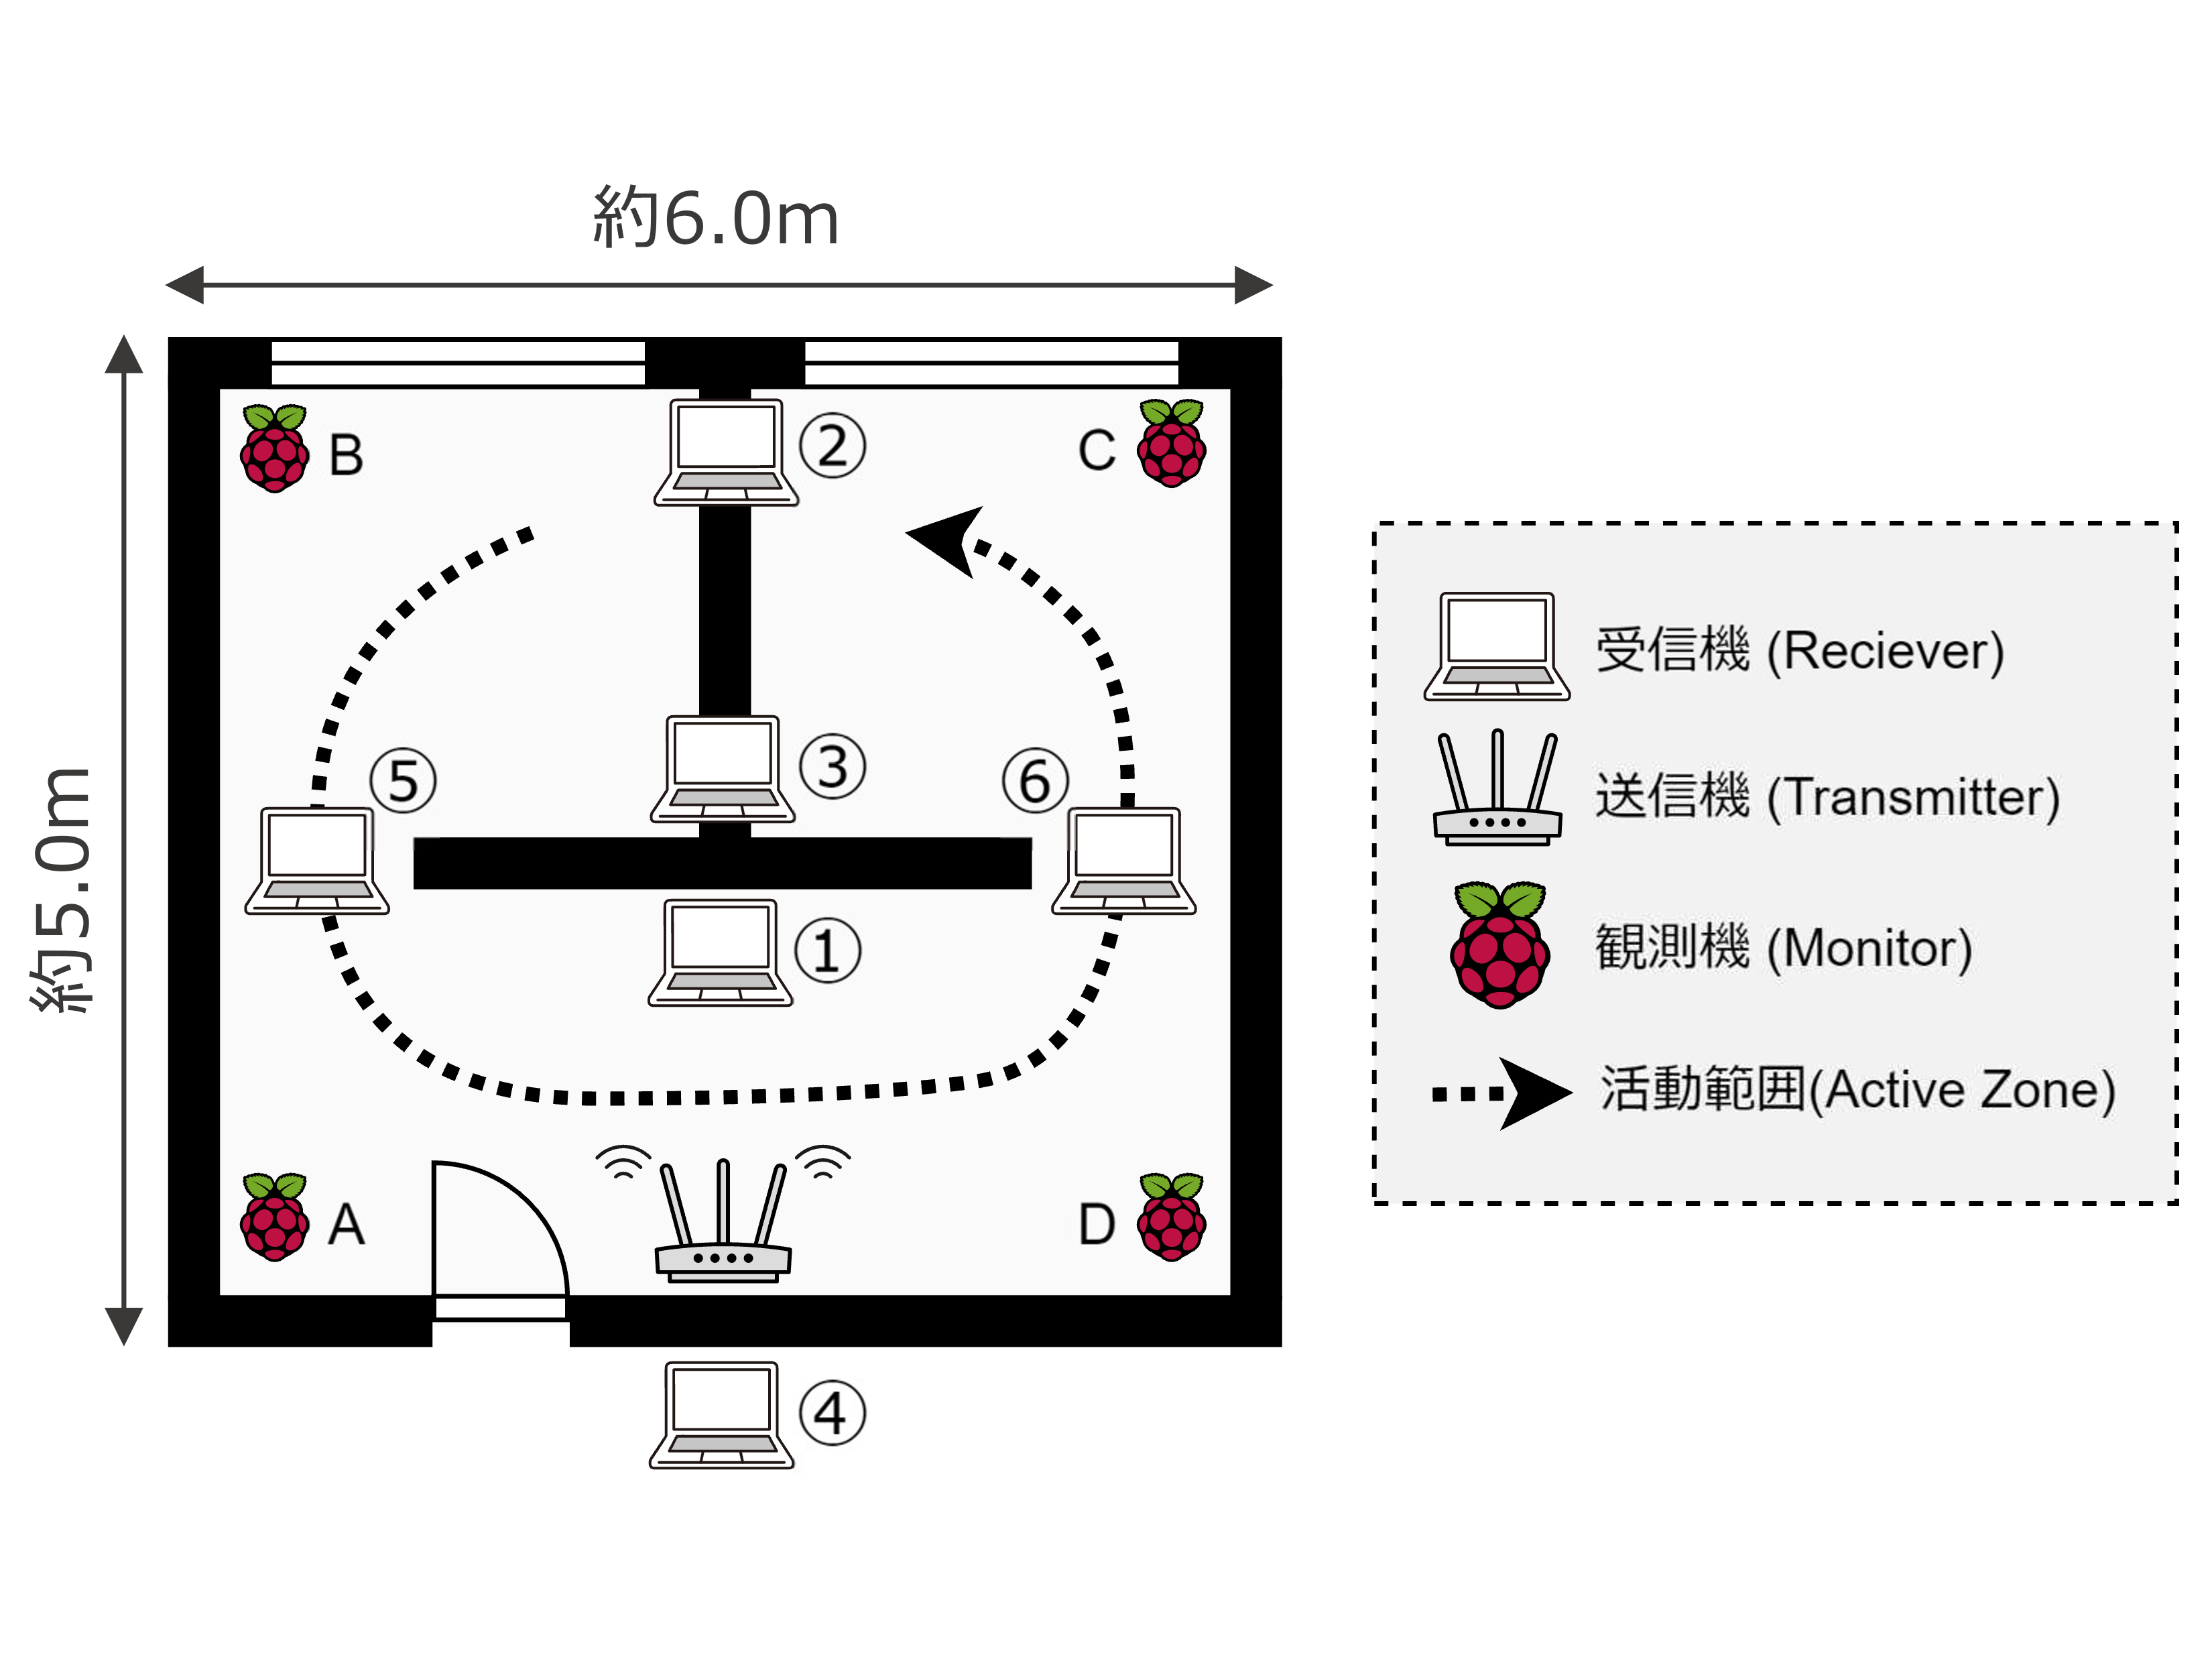 約6.0m
約5.0m
B
②
C
⑤
③
⑥
①
A
D
④
受信機 (Reciever)
送信機 (Transmitter)
観測機 (Monitor)
活動範囲(Active Zone)